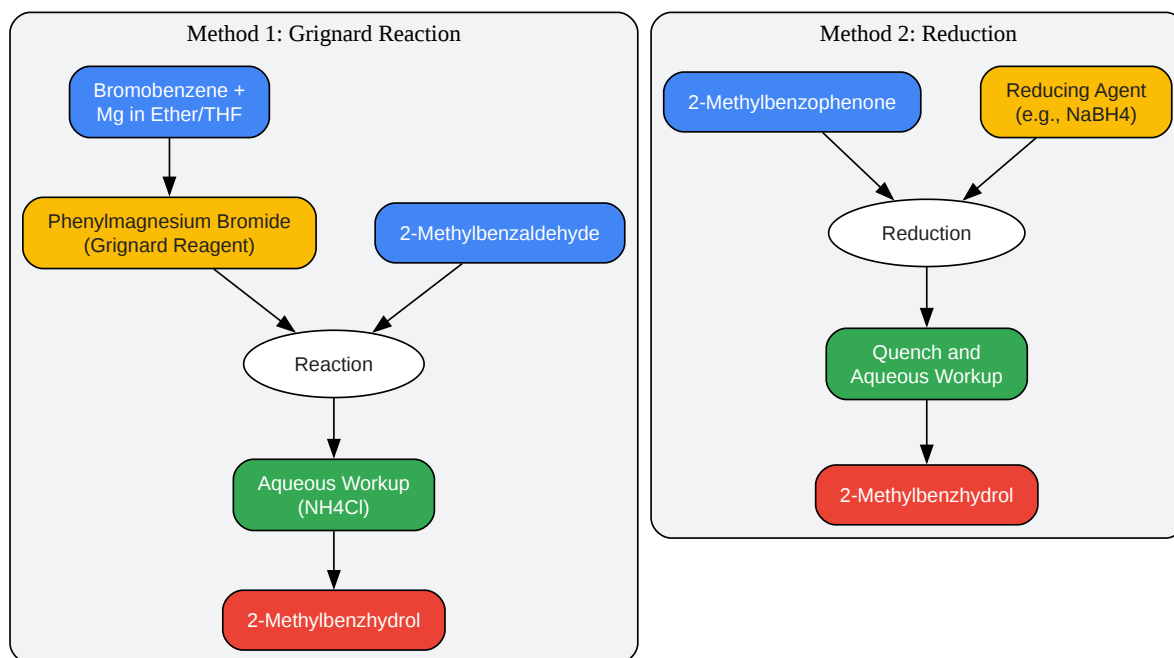 Method 1: Grignard Reaction
Bromobenzene +
Mg in Ether/THF
Phenylmagnesium Bromide
(Grignard Reagent)
2-Methylbenzaldehyde
Reaction
Aqueous Workup
(NH4Cl)
2-Methylbenzhydrol
Method 2: Reduction
2-Methylbenzophenone
Reducing Agent
(e.g., NaBH4)
Reduction
Quench and
Aqueous Workup
2-Methylbenzhydrol